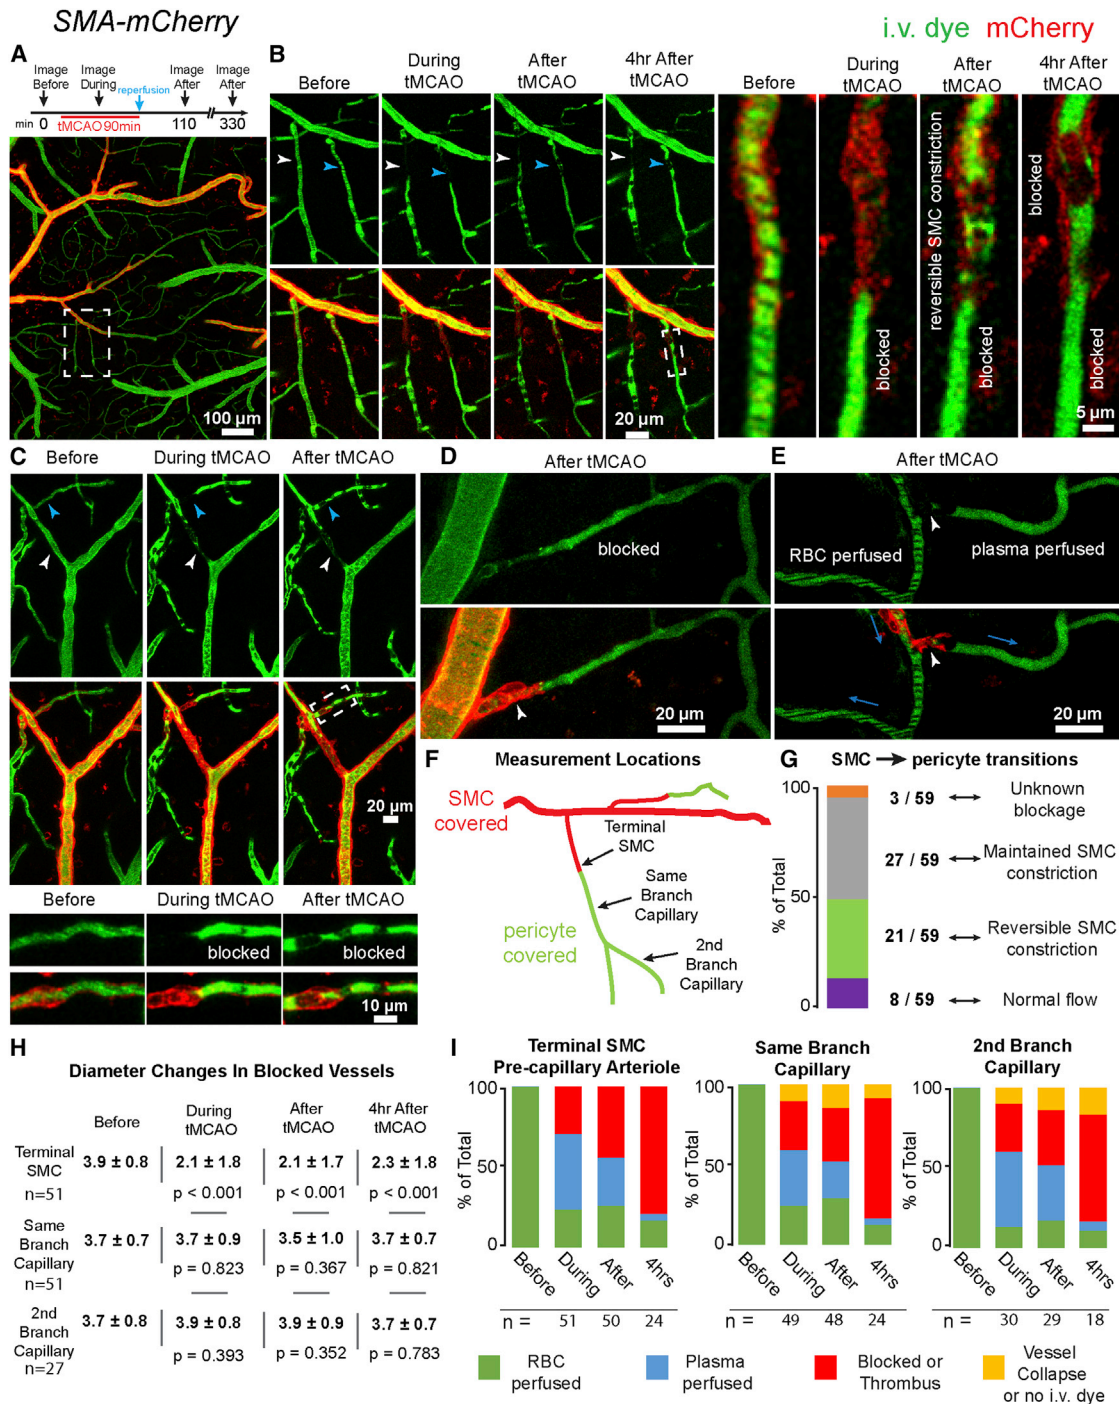 SMA-mCherry
i.v. dye mCherry
A
Image Before
Image During
reperfusion
Image After
Image After
min 0
tMCAO 90min
110
330
100 µm
B
Before
During tMCAO
After tMCAO
4hr After tMCAO
20 µm
Before
During tMCAO
After tMCAO
4hr After tMCAO
blocked
reversible SMC constriction
blocked
blocked
5 µm
C
Before
During tMCAO
After tMCAO
20 µm
Before
During tMCAO
After tMCAO
blocked
blocked
10 µm
D
After tMCAO
blocked
20 µm
E
After tMCAO
RBC perfused
plasma perfused
20 µm
F
Measurement Locations
SMC covered
Terminal SMC
Same Branch Capillary
pericyte covered
2nd Branch Capillary
G
SMC pericyte transitions
% of Total
100
50
0
3 / 59
Unknown blockage
27 / 59
Maintained SMC constriction
21 / 59
Reversible SMC constriction
8 / 59
Normal flow
H
Diameter Changes In Blocked Vessels
Before
During tMCAO
After tMCAO
4hr After tMCAO
Terminal SMC
n=51
3.9 ± 0.8
2.1 ± 1.8
2.1 ± 1.7
2.3 ± 1.8
p < 0.001
p < 0.001
p < 0.001
Same Branch Capillary
n=51
3.7 ± 0.7
3.7 ± 0.9
3.5 ± 1.0
3.7 ± 0.7
p = 0.823
p = 0.367
p = 0.821
2nd Branch Capillary
n=27
3.7 ± 0.8
3.9 ± 0.8
3.9 ± 0.9
3.7 ± 0.7
p = 0.393
p = 0.352
p = 0.783
I
Terminal SMC
Pre-capillary Arteriole
% of Total
100
50
0
Before
During
After
4hrs
n = 51 50 24
Same Branch
Capillary
% of Total
100
50
0
Before
During
After
4hrs
n = 49 48 24
2nd Branch
Capillary
% of Total
100
50
0
Before
During
After
4hrs
n = 30 29 18
RBC perfused
Plasma perfused
Blocked or Thrombus
Vessel Collapse or no i.v. dye